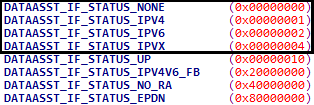 DATAASST_IF_STATUS_NONE (0x00000000)
DATAASST_IF_STATUS_IPV4 (0x00000001)
DATAASST_IF_STATUS_IPV6 (0x00000002)
DATAASST_IF_STATUS_IPVX (0x00000004)
DATAASST_IF_STATUS_UP (0x00000010)
DATAASST_IF_STATUS_IPV4V6_FB (0x20000000)
DATAASST_IF_STATUS_NO_RA (0x40000000)
DATAASST_IF_STATUS_EPDN (0x80000000)